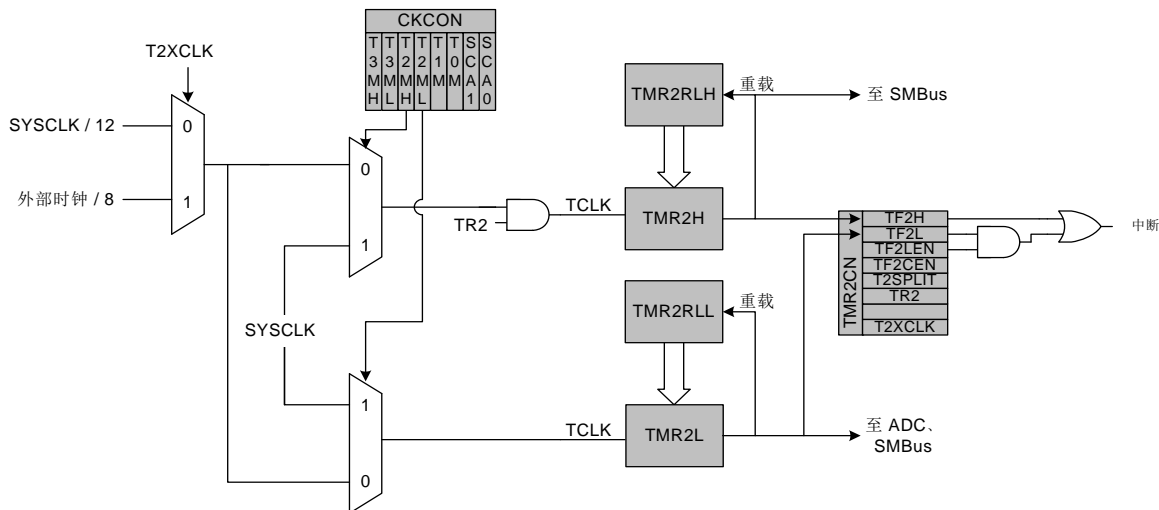 CKCON
T3MH
T3ML
T2MH
T2ML
T1M
T0M
SCA1
SCA0
T2XCLK
SYSCLK / 12
0
外部时钟 / 8
1
0
1
SYSCLK
1
0
TR2
TCLK
TMR2RLH
重载
至 SMBus
TMR2H
TCLK
TMR2RLL
重载
TMR2L
至 ADC、
SMBus
TMR2CN
TF2H
TF2L
TF2LEN
TF2CEN
T2SPLIT
TR2
T2XCLK
中断